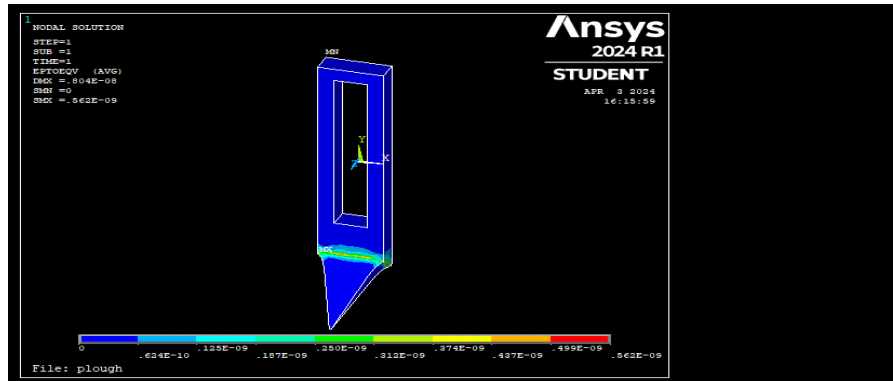 1
NODAL SOLUTION
STEP=1
SUB =1
TIME=1
EPTOEQV (AVG)
DMX =.804E-08
SMN =0
SMX =.562E-09
Ansys
2024 R1
STUDENT
APR 3 2024
16:15:59
MN
Y
Z X
MX
0 .125E-09 .250E-09 .374E-09 .499E-09
.624E-10 .187E-09 .312E-09 .437E-09 .562E-09
File: plough